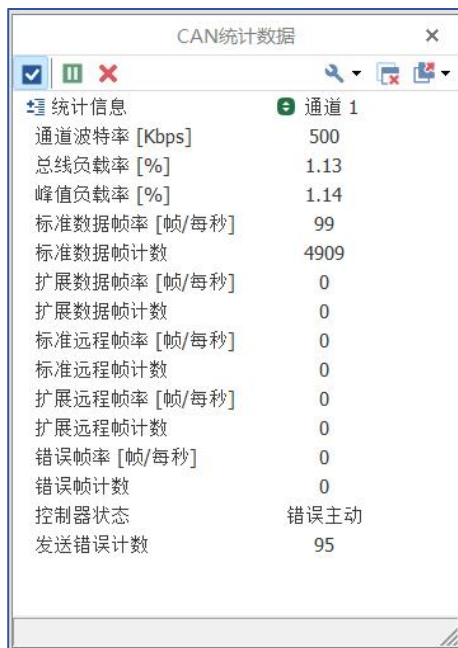 CAN统计数据
统计信息 通道 1
通道波特率 [Kbps] 500
总线负载率 [%] 1.13
峰值负载率 [%] 1.14
标准数据帧率 [帧/每秒] 99
标准数据帧计数 4909
扩展数据帧率 [帧/每秒] 0
扩展数据帧计数 0
标准远程帧率 [帧/每秒] 0
标准远程帧计数 0
扩展远程帧率 [帧/每秒] 0
扩展远程帧计数 0
错误帧率 [帧/每秒] 0
错误帧计数 0
控制器状态 错误主动
发送错误计数 95